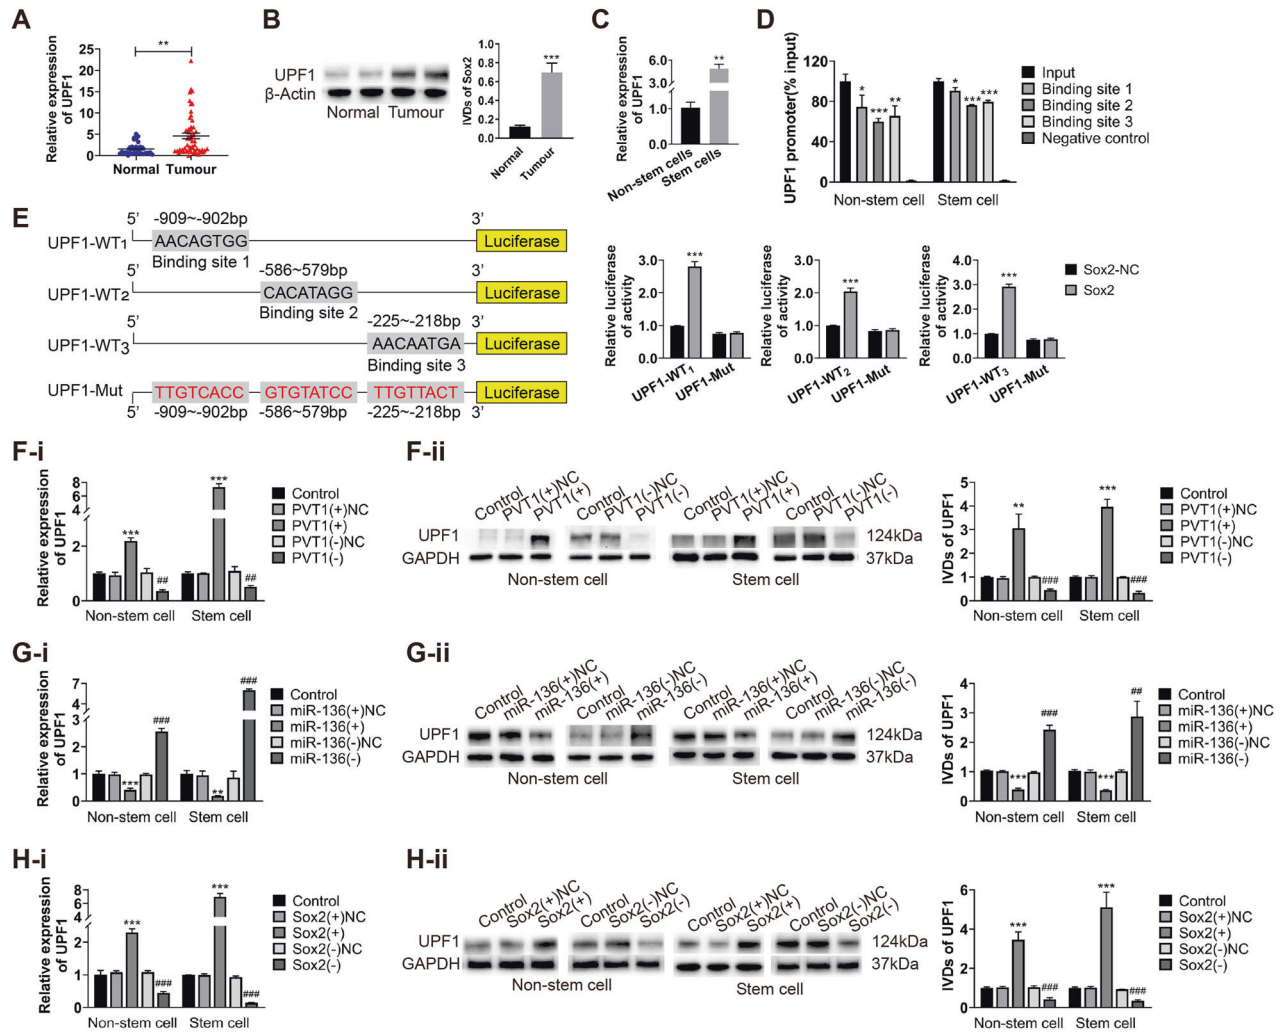 A
Relative expression
of UPF1
25
20
15
10
5
0
**
Normal Tumour
B
UPF1
β-Actin
Normal Tumour
IVDs of Sox2
1.0
0.8
0.6
0.4
0.2
0.0
***
Normal
Tumour
C
Relative expression
of UPF1
6.0
3.0
1.0
0.0
**
Non-stem cells
Stem cells
D
UPF1 promoter(% input)
120
80
40
0
* *** **
* *** ***
Non-stem cell Stem cell
Input
Binding site 1
Binding site 2
Binding site 3
Negative control
E
5’ -909~-902bp 3’
UPF1-WT1 AACAGTGG Luciferase
Binding site 1
5’ -586~579bp 3’
UPF1-WT2 CACATAGG Luciferase
Binding site 2
5’ -225~-218bp 3’
UPF1-WT3 AACAATGA Luciferase
Binding site 3
UPF1-Mut TTGTCACC GTGTATCC TTGTTACT Luciferase
5’ -909~-902bp -586~579bp -225~-218bp 3’
Relative luciferase
of activity
3.0
2.0
1.0
0.0
***
UPF1-WT1
UPF1-Mut
Relative luciferase
of activity
3.0
2.0
1.0
0.0
***
UPF1-WT2
UPF1-Mut
Relative luciferase
of activity
4.0
3.0
2.0
1.0
0.0
***
UPF1-WT3
UPF1-Mut
Sox2-NC
Sox2
F-i
Relative expression
of UPF1
8
6
4
2
0
*** ## *** ##
Non-stem cell Stem cell
Control
PVT1(+)NC
PVT1(+)
PVT1(-)NC
PVT1(-)
F-ii
Control PVT1(+)NC PVT1(+) Control PVT1(-)NC PVT1(-) Control PVT1(+)NC PVT1(+) Control PVT1(-)NC PVT1(-)
UPF1 124kDa
GAPDH 37kDa
Non-stem cell Stem cell
IVDs of UPF1
5
4
3
2
1
0
** ### *** ###
Non-stem cell Stem cell
Control
PVT1(+)NC
PVT1(+)
PVT1(-)NC
PVT1(-)
G-i
Relative expression
of UPF1
7
5
3
2
1
0
*** ### ** ###
Non-stem cell Stem cell
Control
miR-136(+)NC
miR-136(+)
miR-136(-)NC
miR-136(-)
G-ii
Control miR-136(+)NC miR-136(+) Control miR-136(-)NC miR-136(-) Control miR-136(+)NC miR-136(+) Control miR-136(-)NC miR-136(-)
UPF1 124kDa
GAPDH 37kDa
Non-stem cell Stem cell
IVDs of UPF1
4
3
2
1
0
*** ### *** ##
Non-stem cell Stem cell
Control
miR-136(+)NC
miR-136(+)
miR-136(-)NC
miR-136(-)
H-i
Relative expression
of UPF1
8
6
4
2
1
0
*** ### *** ###
Non-stem cell Stem cell
Control
Sox2(+)NC
Sox2(+)
Sox2(-)NC
Sox2(-)
H-ii
Control Sox2(+)NC Sox2(+) Control Sox2(-)NC Sox2(-) Control Sox2(+)NC Sox2(+) Control Sox2(-)NC Sox2(-)
UPF1 124kDa
GAPDH 37kDa
Non-stem cell Stem cell
IVDs of UPF1
6
4
2
0
*** ### *** ###
Non-stem cell Stem cell
Control
Sox2(+)NC
Sox2(+)
Sox2(-)NC
Sox2(-)